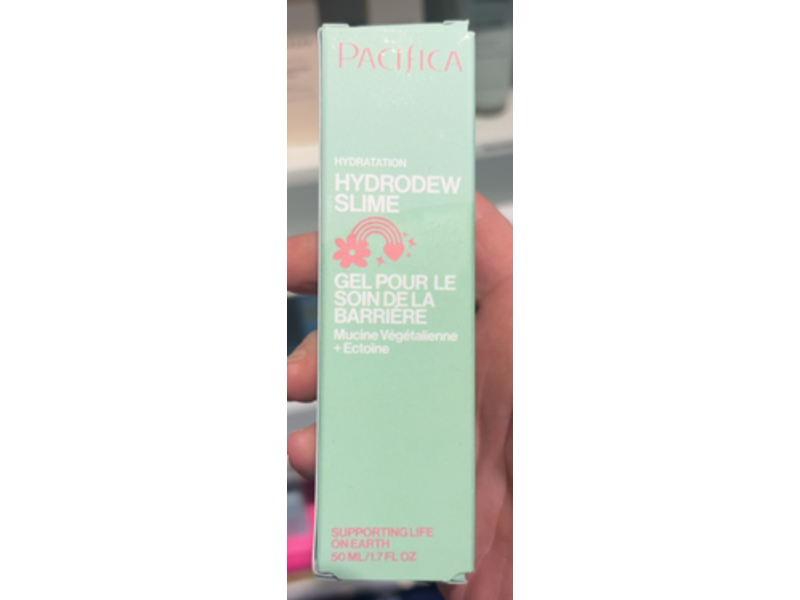 PACIFICA
HYDRATATION
HYDRODEW
SLIME
GEL POUR LE
SOIN DE LA
BARRIÈRE
Mucine Végétalienne
+ Ectoine
SUPPORTING LIFE
ON EARTH
50 ML/1.7 FL OZ